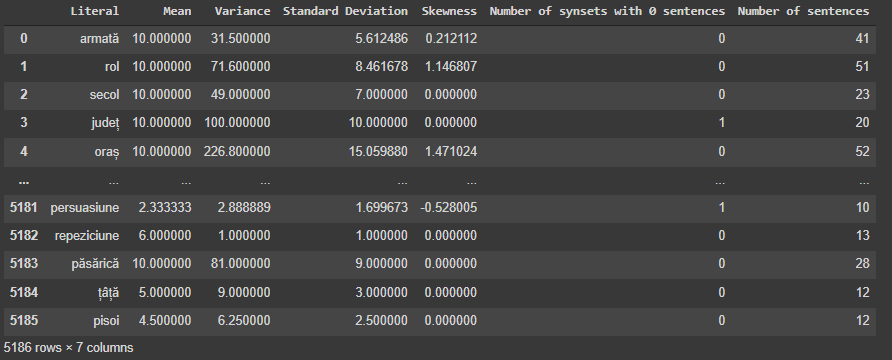 Literal Mean Variance Standard Deviation Skewness Number of synsets with 0 sentences Number of sentences
0 armată 10.000000 31.500000 5.612486 0.212112 0 41
1 rol 10.000000 71.600000 8.461678 1.146807 0 51
2 secol 10.000000 49.000000 7.000000 0.000000 0 23
3 județ 10.000000 100.000000 10.000000 0.000000 1 20
4 oraș 10.000000 226.800000 15.059880 1.471024 0 52
... ... ... ... ... ... ... ...
5181 persuasiune 2.333333 2.888889 1.699673 -0.528005 1 10
5182 repeziciune 6.000000 1.000000 1.000000 0.000000 0 13
5183 păsărică 10.000000 81.000000 9.000000 0.000000 0 28
5184 țâță 5.000000 9.000000 3.000000 0.000000 0 12
5185 pisoi 4.500000 6.250000 2.500000 0.000000 0 12
5186 rows × 7 columns